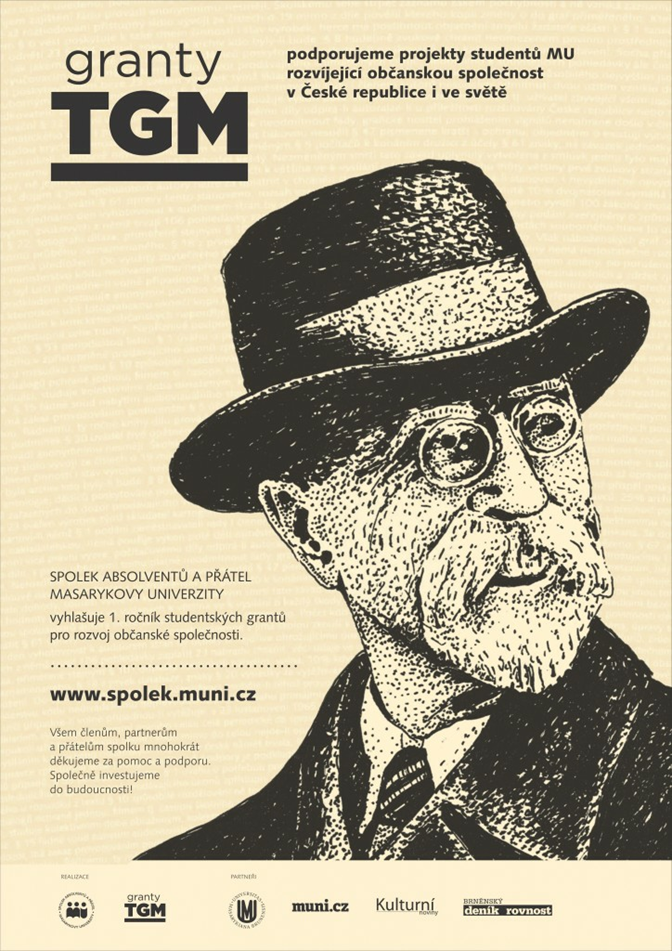 granty
TGM
podporujeme projekty studentů MU
rozvíjející občanskou společnost
v České republice i ve světě
SPOLEK ABSOLVENTŮ A PŘÁTEL
MASARYKOVY UNIVERZITY
vyhlašuje 1. ročník studentských grantů
pro rozvoj občanské společnosti.
www.spolek.muni.cz
Všem členům, partnerům
a přátelům spolku mnohokrát
děkujeme za pomoc a podporu.
Společně investujeme
do budoucnosti!
REALIZACE
PARTNEŘI
granty
TGM
muni.cz
Kulturní
noviny
BRNĚNSKÝ
deník rovnost